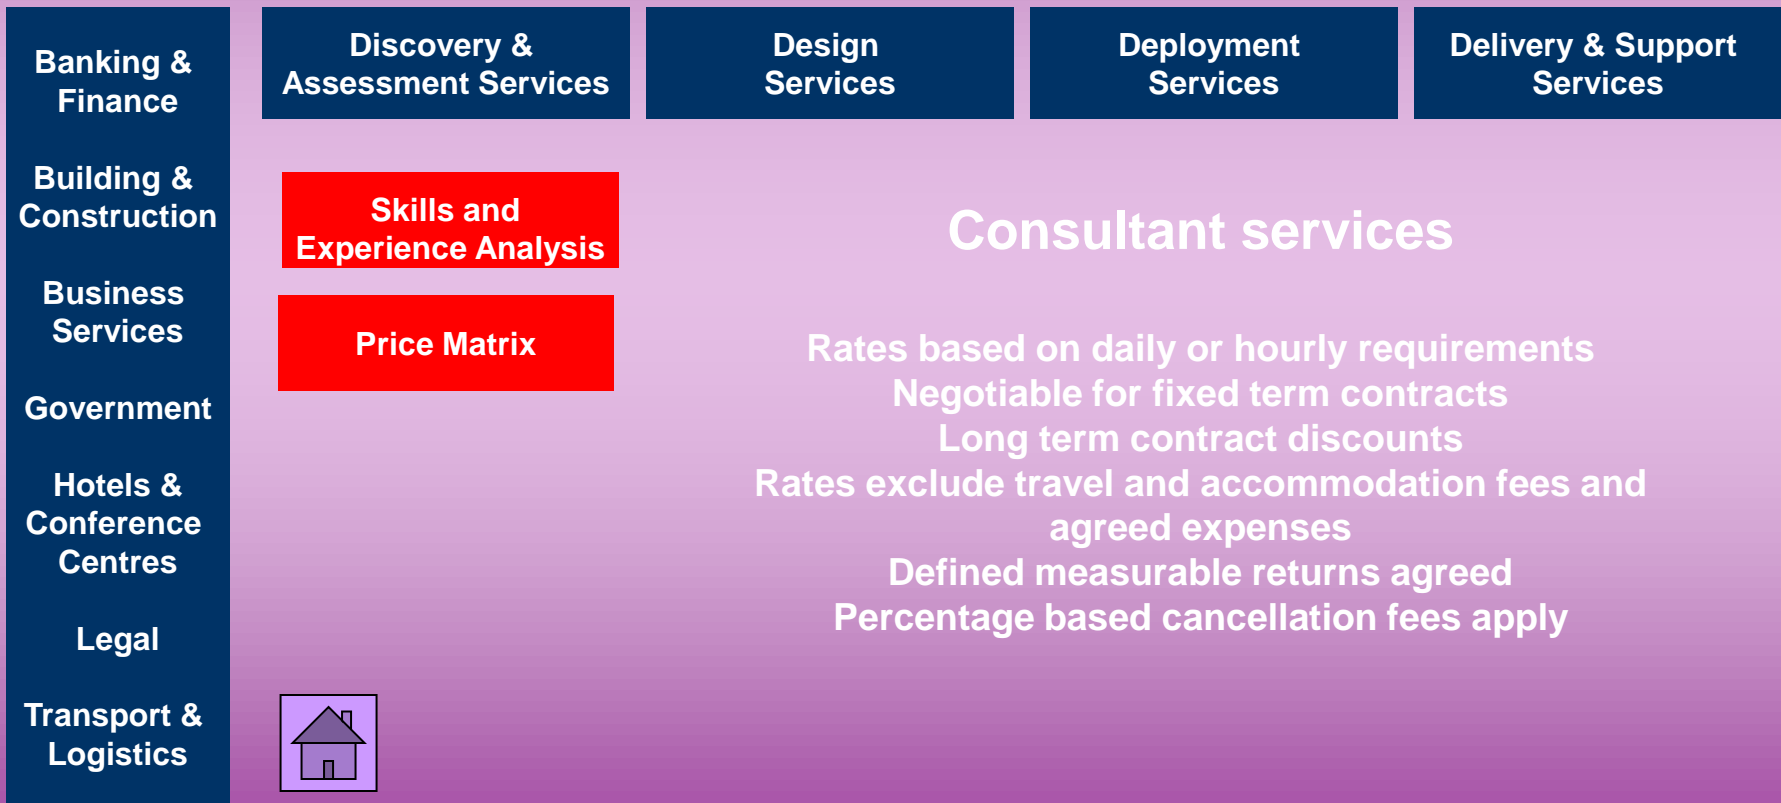 Banking &
Finance
Building &
Construction
Business
Services
Government
Hotels &
Conference
Centres
Legal
Transport &
Logistics
Discovery &
Assessment Services
Design
Services
Deployment
Services
Delivery & Support
Services
Skills and
Experience Analysis
Price Matrix
Consultant services
Rates based on daily or hourly requirements
Negotiable for fixed term contracts
Long term contract discounts
Rates exclude travel and accommodation fees and
agreed expenses
Defined measurable returns agreed
Percentage based cancellation fees apply